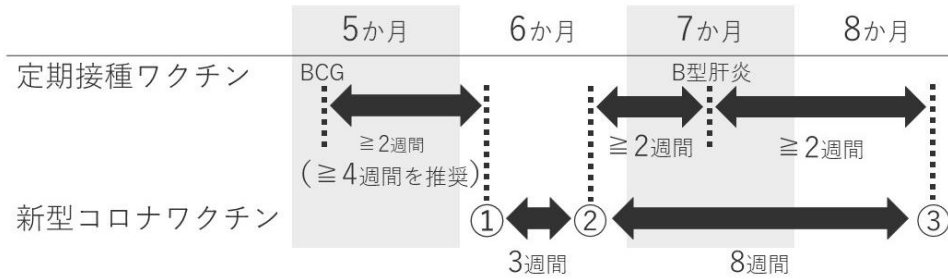 5か月 6か月 7か月 8か月
定期接種ワクチン BCG B型肝炎
≧2週間 ≧2週間 ≧2週間
(≧4週間を推奨)
新型コロナワクチン ① ② ③
3週間 8週間